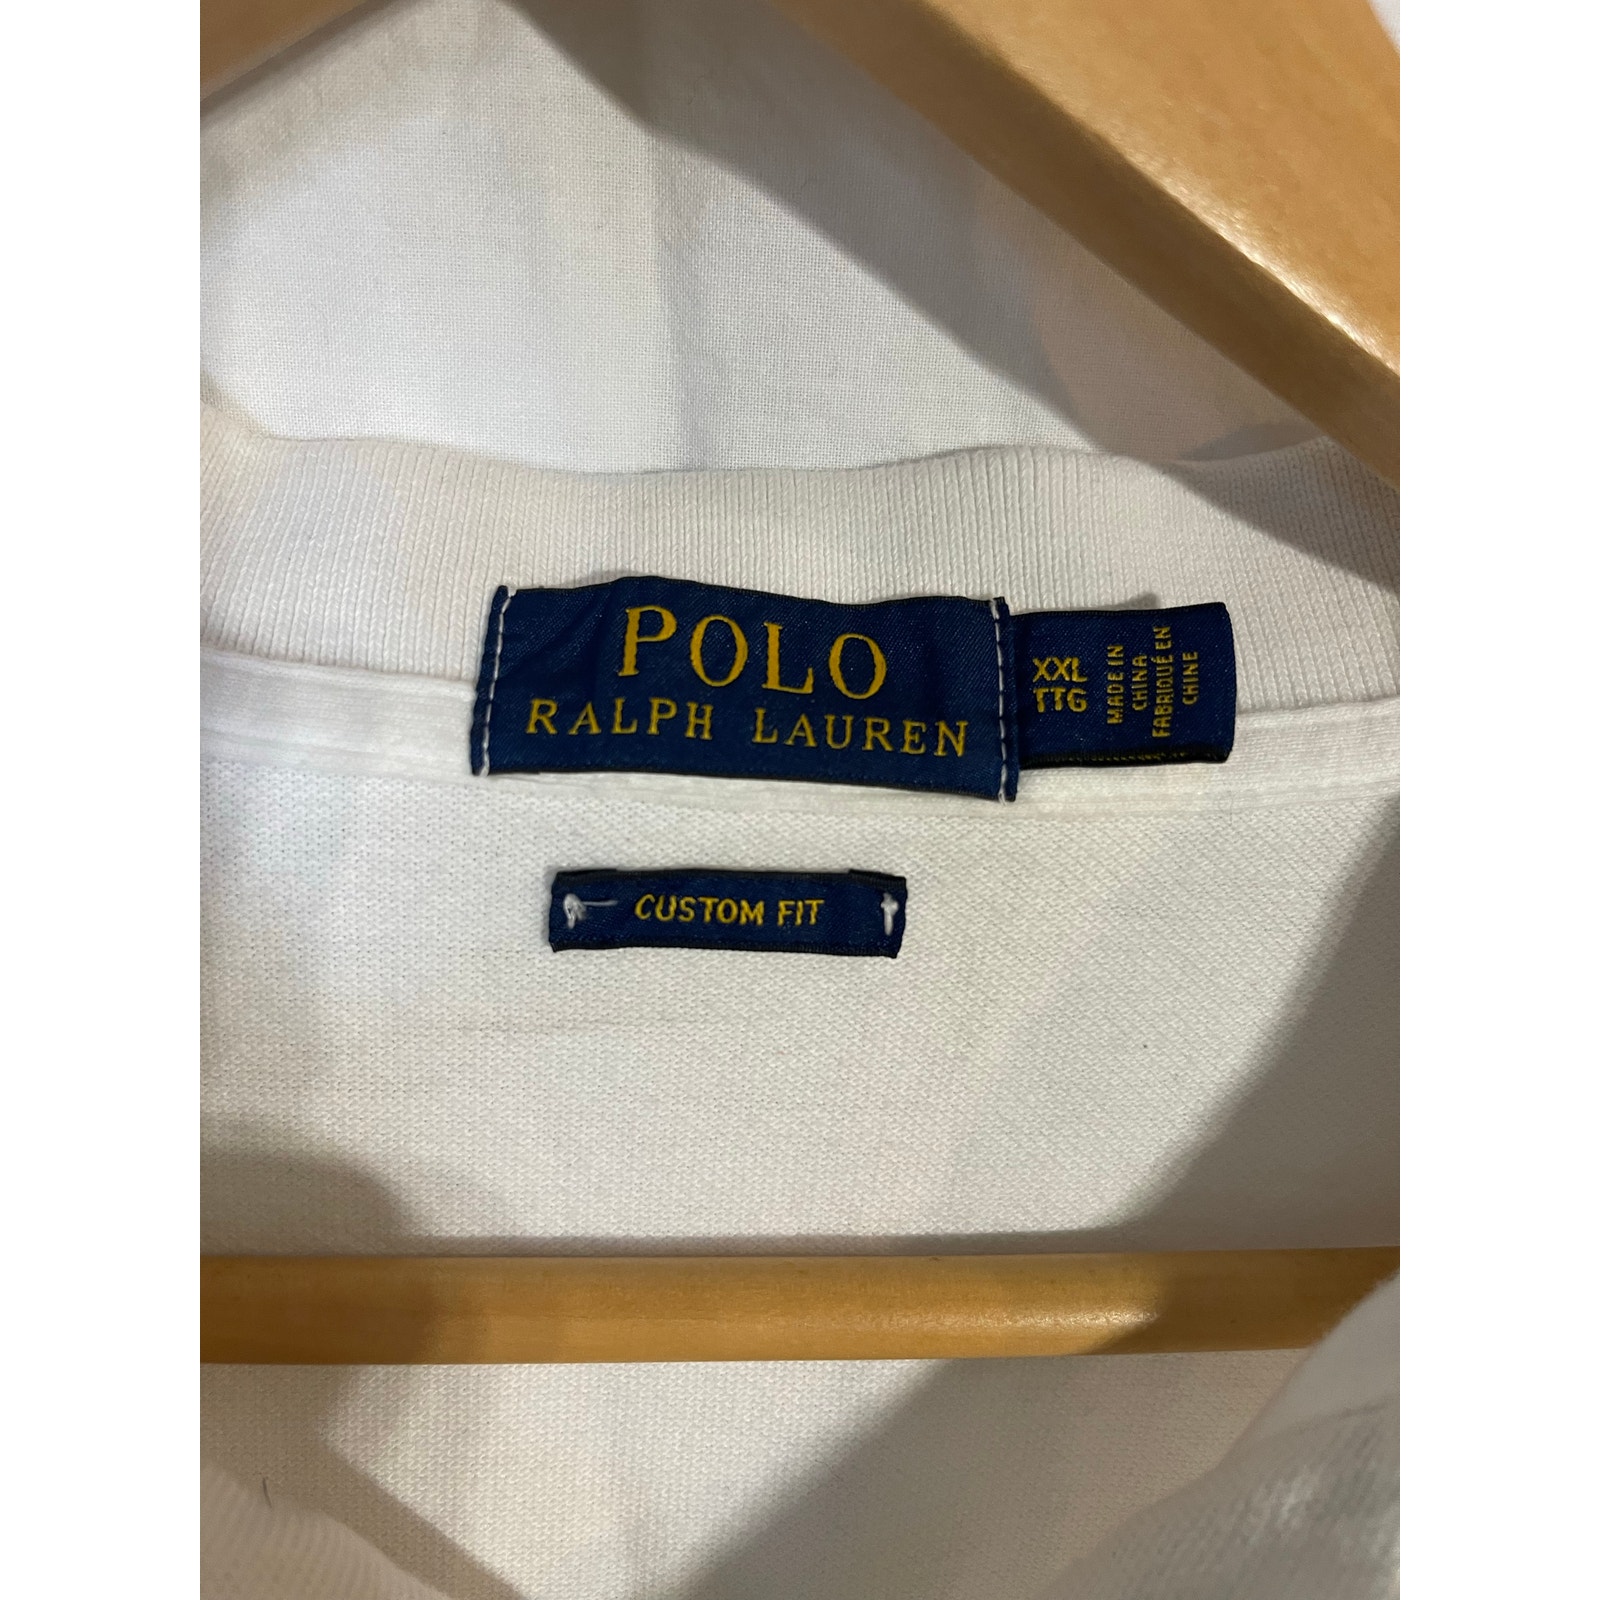 POLO
RALPH LAUREN
XXL
TTG
MADE IN
CHINA
FABRIQUÉ EN
CHINE
CUSTOM FIT